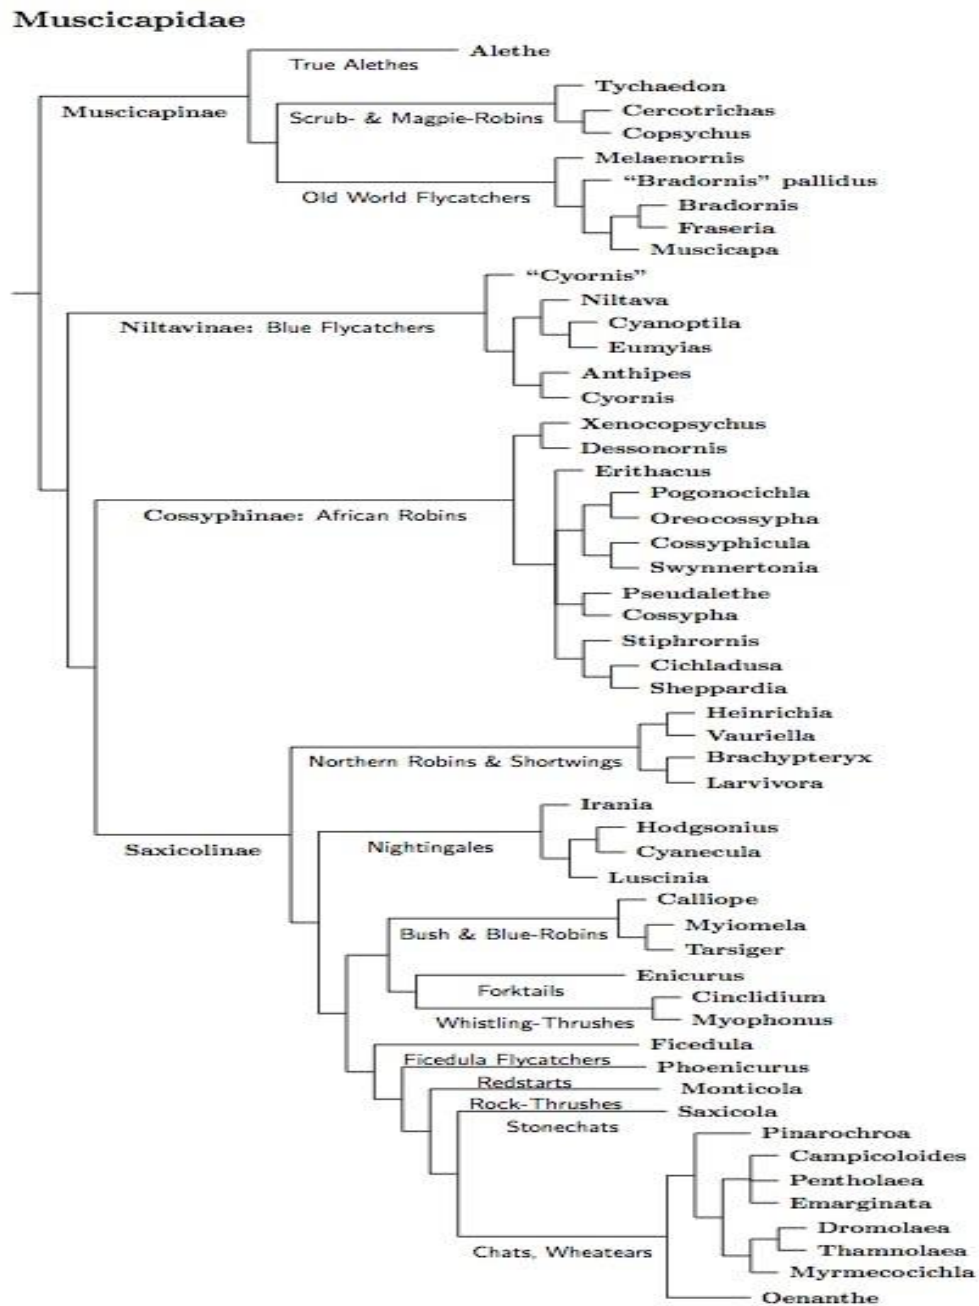 Muscicapidae
Alethe
True Alethes
Tychaedon
Muscicapinae
Cercotrichas
Scrub- & Magpie-Robins
Copsychus
Melaenornis
“Bradornis” pallidus
Old World Flycatchers
Bradornis
Fraseria
Muscicapa
“Cyornis”
Niltava
Niltavinae: Blue Flycatchers
Cyanoptila
Eumyias
Anthipes
Cyornis
Xenocopsychus
Dessonornis
Erithacus
Pogonocichla
Cossyphinae: African Robins
Oreocossypha
Cossyphicula
Swynnertonia
Pseudalethe
Cossypha
Stiphrornis
Cichladusa
Sheppardia
Heinrichia
Vauriella
Northern Robins & Shortwings
Brachypteryx
Larvivora
Irania
Hodgsonius
Saxicolinae
Nightingales
Cyanecula
Luscinia
Calliope
Myiomela
Bush & Blue-Robins
Tarsiger
Enicurus
Forktails
Cinclidium
Whistling-Thrushes
Myophonus
Ficedula
Ficedula Flycatchers
Phoenicurus
Redstarts
Monticola
Rock-Thrushes
Saxicola
Stonechats
Pinarochroa
Campicoloides
Pentholaea
Emarginata
Dromolaea
Chats, Wheatears
Thamnolaea
Myrmecocichla
Oenanthe